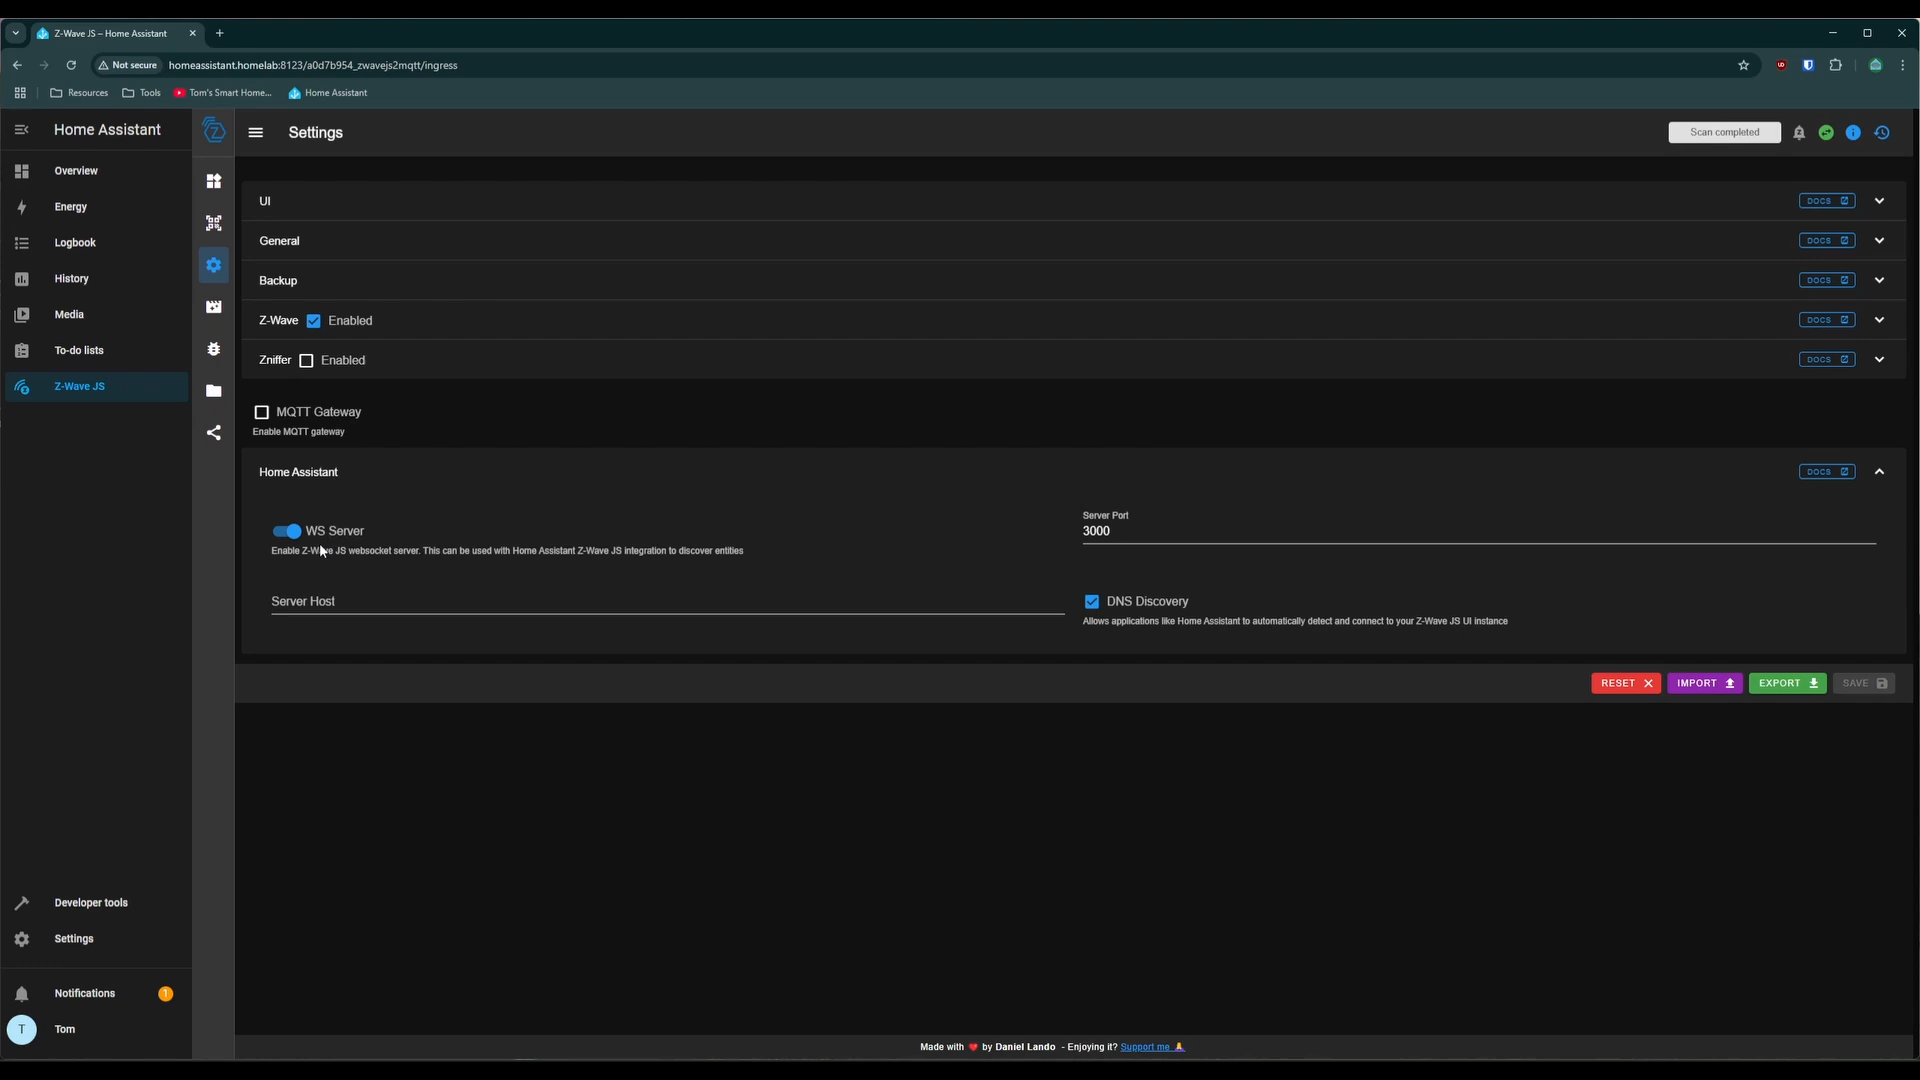 Z-Wave JS – Home Assistant
Not secure
homeassistant.homelab:8123/a0d7b954_zwavejs2mqtt/ingress
Resources
Tools
Tom's Smart Home...
Home Assistant
Home Assistant
Settings
Scan completed
Overview
Energy
Logbook
History
Media
To-do lists
Z-Wave JS
Developer tools
Settings
Notifications
1
T
Tom
UI
DOCS
General
DOCS
Backup
DOCS
Z-Wave
Enabled
DOCS
Zniffer
Enabled
DOCS
MQTT Gateway
Enable MQTT gateway
Home Assistant
DOCS
WS Server
Enable Z-Wave JS websocket server. This can be used with Home Assistant Z-Wave JS integration to discover entities
Server Port
3000
Server Host
DNS Discovery
Allows applications like Home Assistant to automatically detect and connect to your Z-Wave JS UI instance
RESET
IMPORT
EXPORT
SAVE
Made with ❤ by Daniel Lando - Enjoying it? Support me